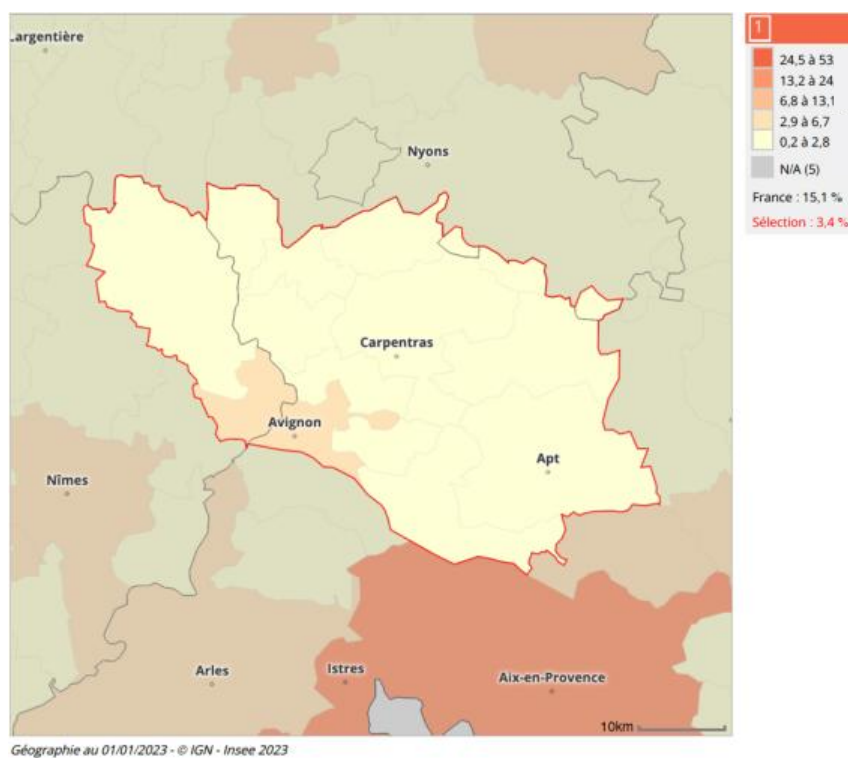 .argentière
Nyons
Carpentras
Avignon
Apt
Nîmes
Arles
Istres
Aix-en-Provence
10km
Géographie au 01/01/2023 - © IGN - Insee 2023
1
24,5 à 53
13,2 à 24
6,8 à 13,1
2,9 à 6,7
0,2 à 2,8
N/A (5)
France : 15,1 %
Sélection : 3,4 %